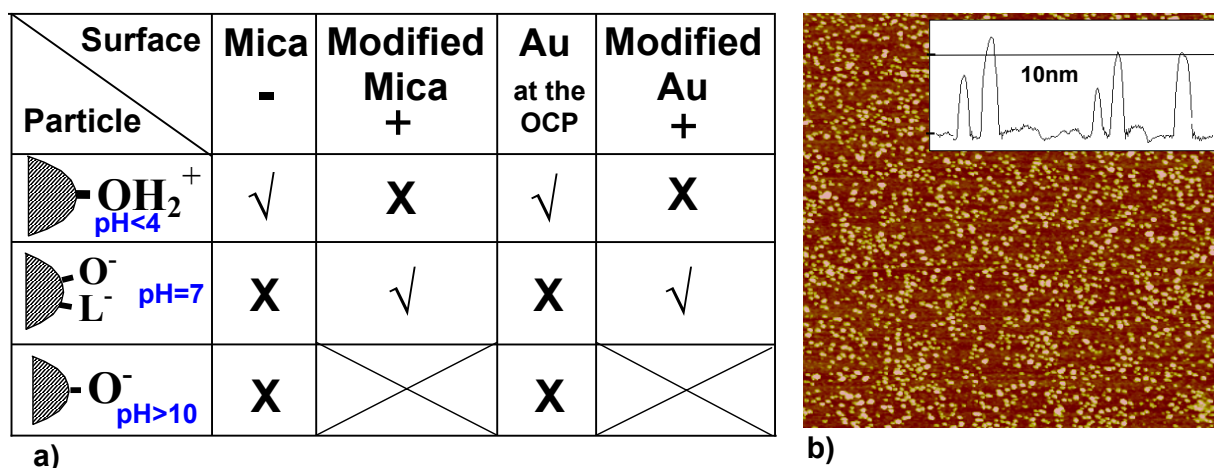 Surface
Particle
Mica
-
Modified
Mica
+
Au
at the
OCP
Modified
Au
+
OH₂⁺
pH<4
√
X
√
X
O⁻
L⁻
pH=7
X
√
X
√
O⁻
pH>10
X
X
a)
10nm
b)